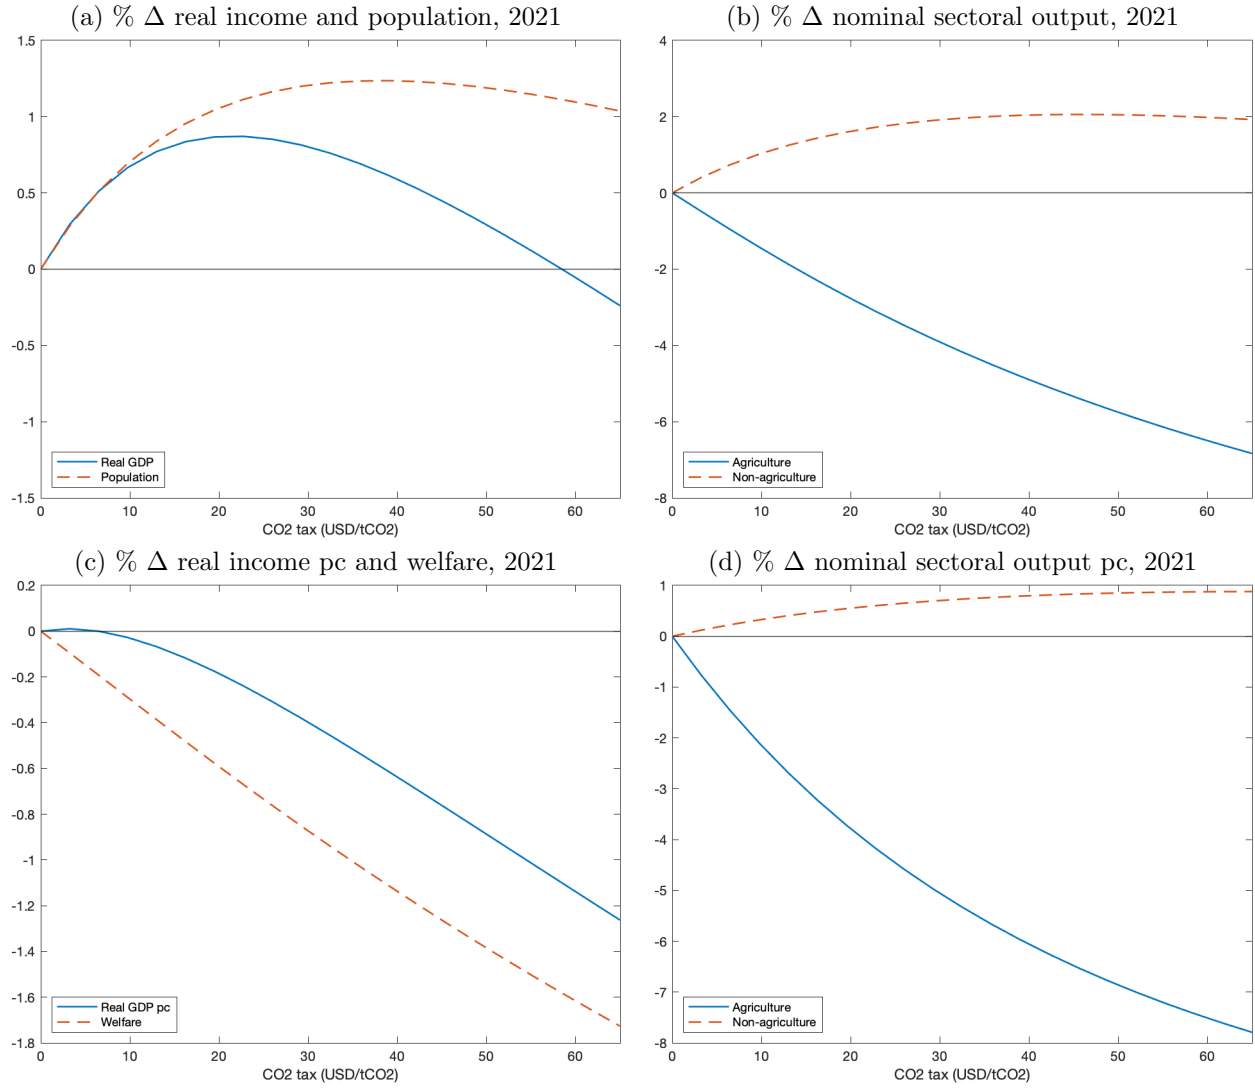 (a) % Δ real income and population, 2021
1.5
1
0.5
0
-0.5
-1
-1.5
Real GDP
Population
0 10 20 30 40 50 60
CO2 tax (USD/tCO2)
(b) % Δ nominal sectoral output, 2021
4
2
0
-2
-4
-6
-8
Agriculture
Non-agriculture
0 10 20 30 40 50 60
CO2 tax (USD/tCO2)
(c) % Δ real income pc and welfare, 2021
0.2
0
-0.2
-0.4
-0.6
-0.8
-1
-1.2
-1.4
-1.6
-1.8
Real GDP pc
Welfare
0 10 20 30 40 50 60
CO2 tax (USD/tCO2)
(d) % Δ nominal sectoral output pc, 2021
1
0
-1
-2
-3
-4
-5
-6
-7
-8
Agriculture
Non-agriculture
0 10 20 30 40 50 60
CO2 tax (USD/tCO2)